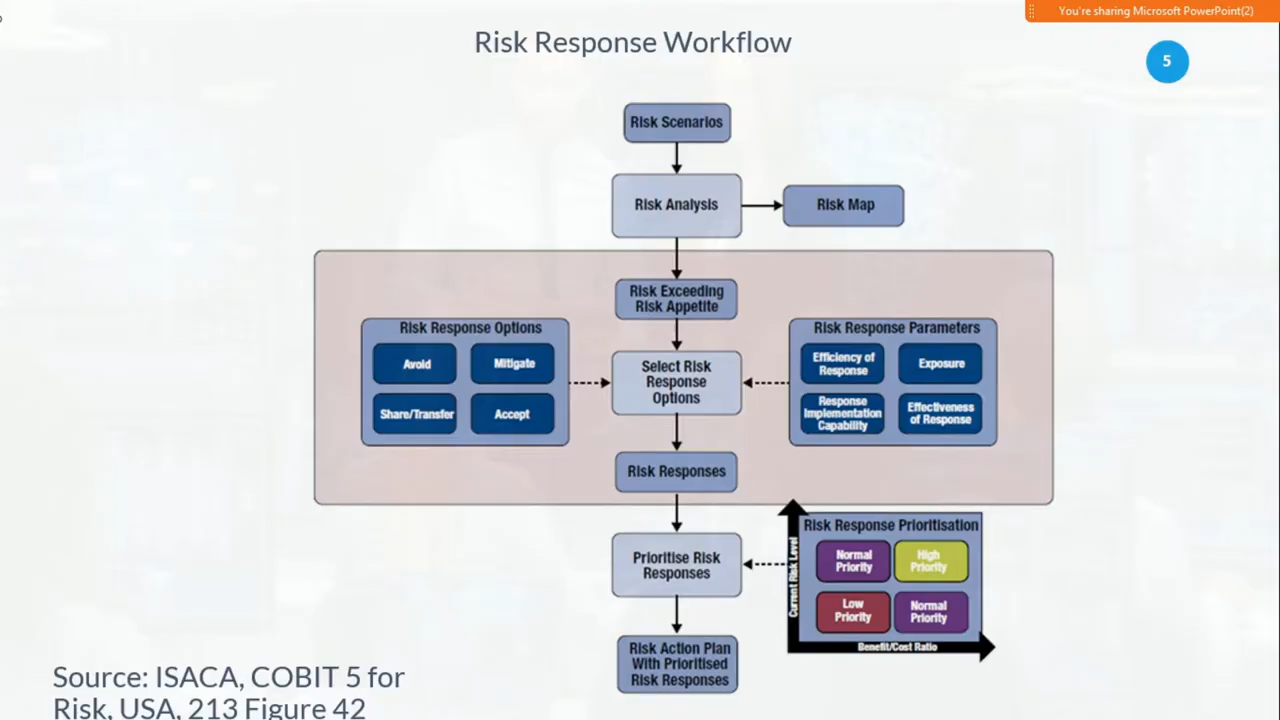 You're sharing Microsoft PowerPoint(2)
Risk Response Workflow
5
Risk Scenarios
Risk Analysis
Risk Map
Risk Exceeding
Risk Appetite
Risk Response Options
Avoid
Mitigate
Share/Transfer
Accept
Select Risk
Response
Options
Risk Response Parameters
Efficiency of
Response
Exposure
Response
Implementation
Capability
Effectiveness
of Response
Risk Responses
Prioritise Risk
Responses
Risk Response Prioritisation
Current Risk Level
Normal
Priority
High
Priority
Low
Priority
Normal
Priority
Benefit/Cost Ratio
Risk Action Plan
With Prioritised
Risk Responses
Source: ISACA, COBIT 5 for
Risk, USA, 213 Figure 42